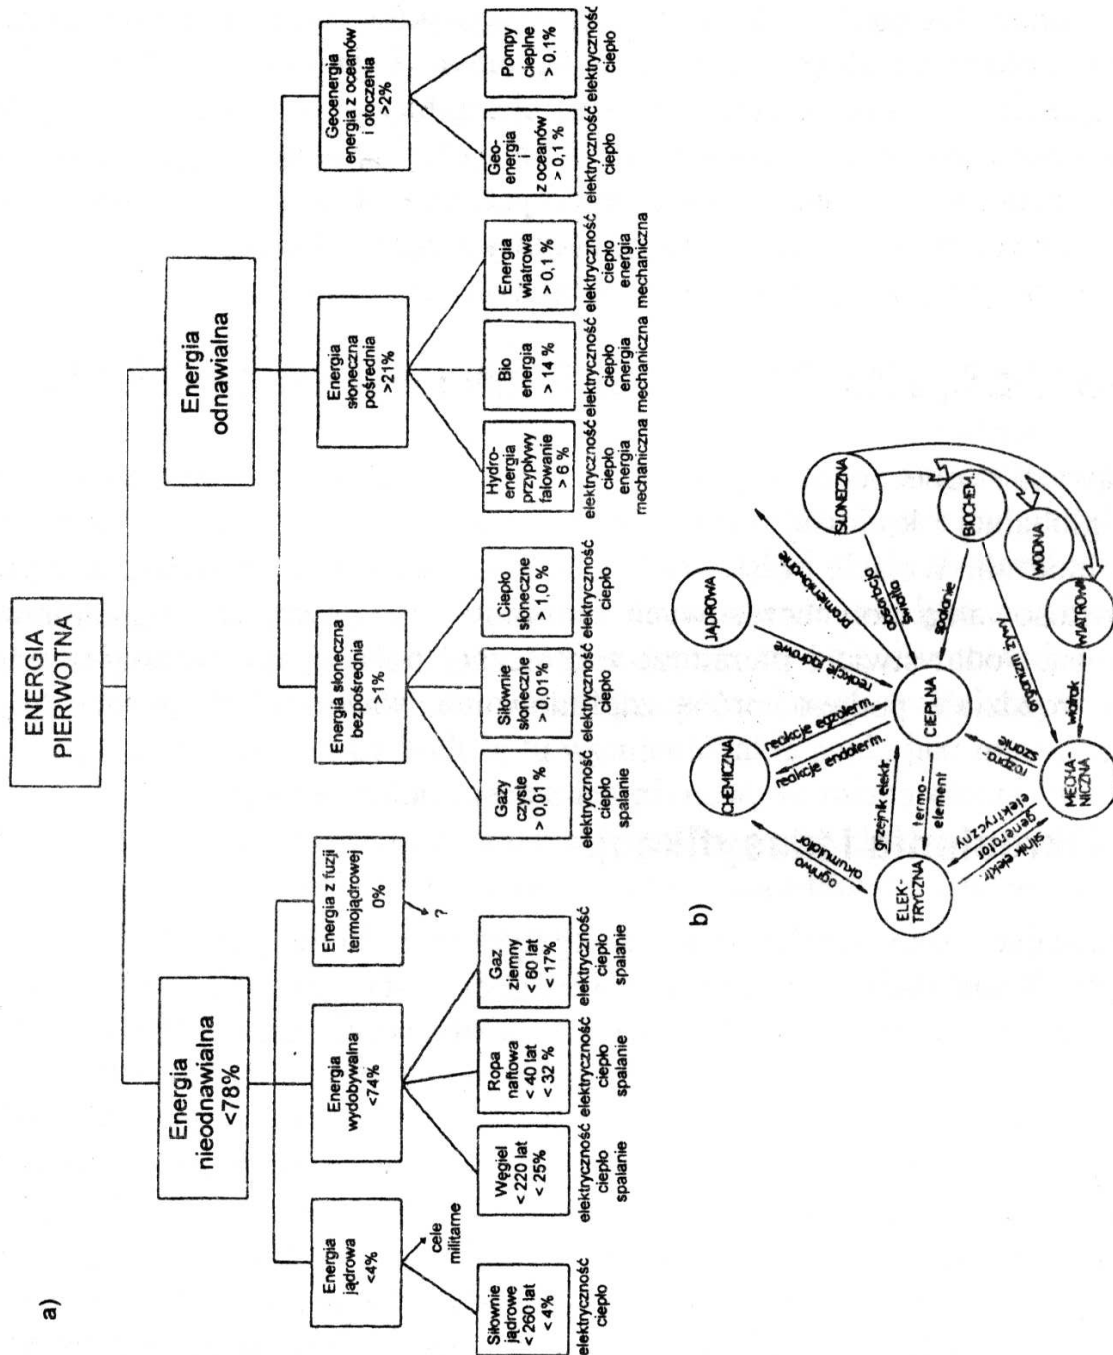 a)
ENERGIA
PIERWOTNA
Energia
nieodnawialna
<78%
Energia
odnawialna
Energia
jądrowa
<4%
Energia
wydobywalna
<74%
Energia z fuzji
termojądrowej
0%
Energia słoneczna
bezpośrednia
>1%
Energia
słoneczna
pośrednia
>21%
Geoenergia
energia z oceanów
i otoczenia
>2%
cele
militarne
?
Siłownie
jądrowe
< 260 lat
< 4%
elektryczność
ciepło
Węgiel
< 220 lat
< 25%
elektryczność
ciepło
spalanie
Ropa
naftowa
< 40 lat
< 32 %
elektryczność
ciepło
spalanie
Gaz
ziemny
< 60 lat
< 17%
elektryczność
ciepło
spalanie
Gazy
czyste
> 0,01 %
elektryczność
ciepło
spalanie
Siłownie
słoneczne
> 0,01%
elektryczność
ciepło
Ciepło
słoneczne
> 1,0 %
elektryczność
ciepło
Hydro-
energia
przypływy
falowanie
> 6 %
elektryczność
ciepło
energia
mechaniczna
Bio
energia
> 14 %
elektryczność
ciepło
energia
mechaniczna
Energia
wiatrowa
> 0,1 %
elektryczność
ciepło
energia
mechaniczna
Geo-
energia
i
z oceanów
> 0,1 %
elektryczność
ciepło
Pompy
cieplne
> 0.1%
elektryczność
ciepło
b)
CHEMICZNA
JĄDROWA
SŁONECZNA
BIOCHEM.
WODNA
WIATROWA
CIEPLNA
ELEK-
TRYCZNA
MECHA-
NICZNA
reakcje egzoterm.
reakcje endoterm.
reakcje jądrowe
promieniowanie
absorbcja
światła
spalanie
organizm żywy
wiatrak
rozpra-
szanie
grzejnik elektr.
termo-
element
ogniwo
akumulator
silnik elektr.
generator
elektryczny